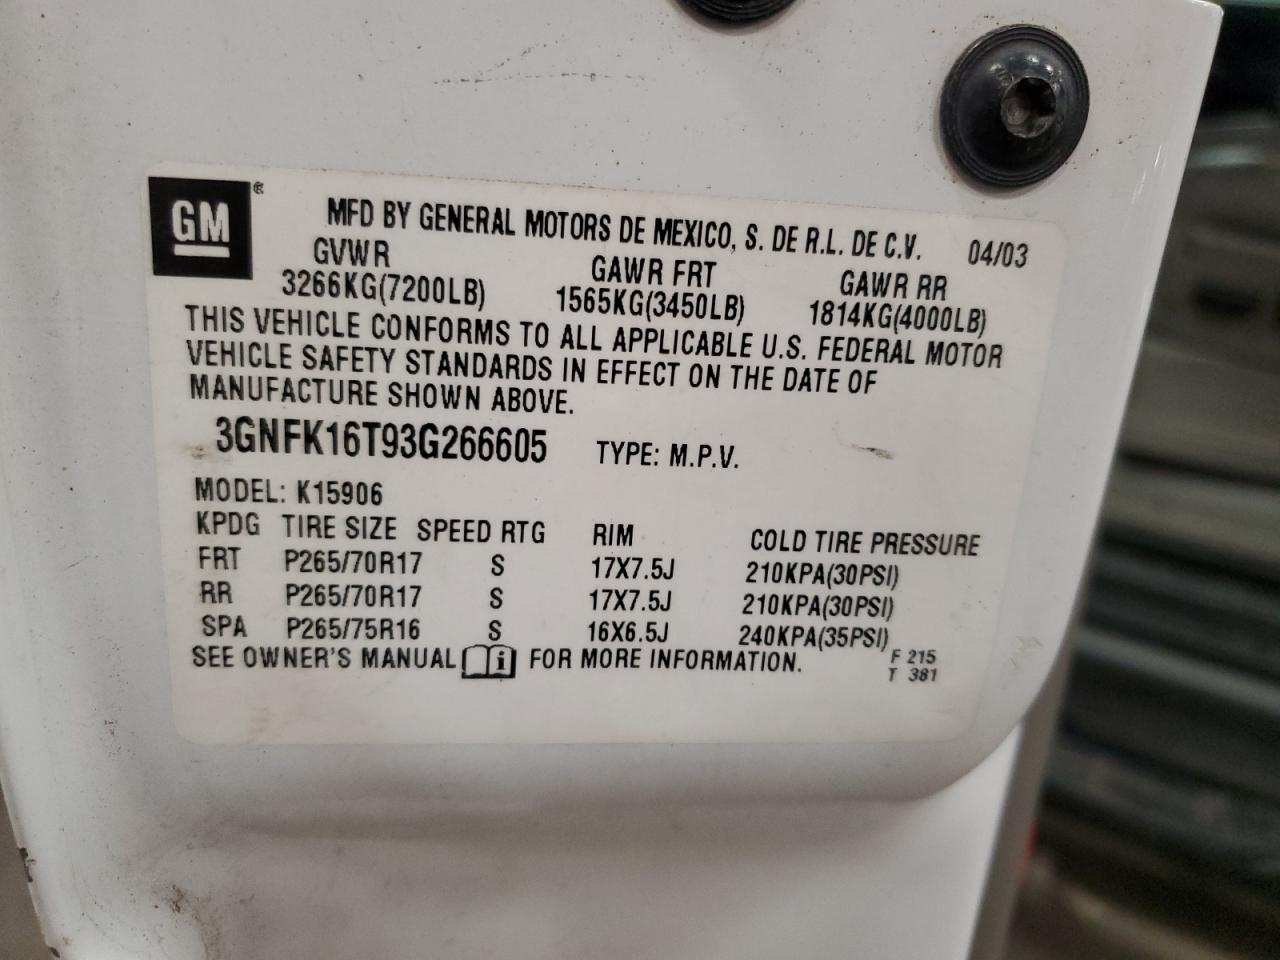 GM ®
MFD BY GENERAL MOTORS DE MEXICO, S. DE R.L. DE C.V. 04/03
GVWR GAWR FRT GAWR RR
3266KG(7200LB) 1565KG(3450LB) 1814KG(4000LB)
THIS VEHICLE CONFORMS TO ALL APPLICABLE U.S. FEDERAL MOTOR
VEHICLE SAFETY STANDARDS IN EFFECT ON THE DATE OF
MANUFACTURE SHOWN ABOVE.
3GNFK16T93G266605 TYPE: M.P.V.
MODEL: K15906
KPDG TIRE SIZE SPEED RTG RIM COLD TIRE PRESSURE
FRT P265/70R17 S 17X7.5J 210KPA(30PSI)
RR P265/70R17 S 17X7.5J 210KPA(30PSI)
SPA P265/75R16 S 16X6.5J 240KPA(35PSI)
SEE OWNER'S MANUAL i FOR MORE INFORMATION. F 215
T 381